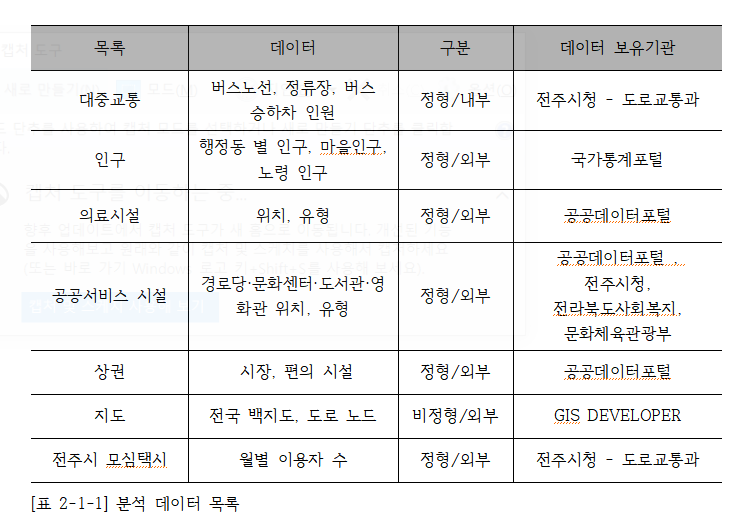 목록 데이터 구분 데이터 보유기관
대중교통 버스노선, 정류장, 버스 승하차 인원 정형/내부 전주시청 - 도로교통과
인구 행정동 별 인구, 마을인구, 노령 인구 정형/외부 국가통계포털
의료시설 위치, 유형 정형/외부 공공데이터포털
공공서비스 시설 경로당·문화센터·도서관·영화관 위치, 유형 정형/외부 공공데이터포털 , 전주시청, 전라북도사회복지, 문화체육관광부
상권 시장, 편의 시설 정형/외부 공공데이터포털
지도 전국 백지도, 도로 노드 비정형/외부 GIS DEVELOPER
전주시 모심택시 월별 이용자 수 정형/외부 전주시청 - 도로교통과
[표 2-1-1] 분석 데이터 목록